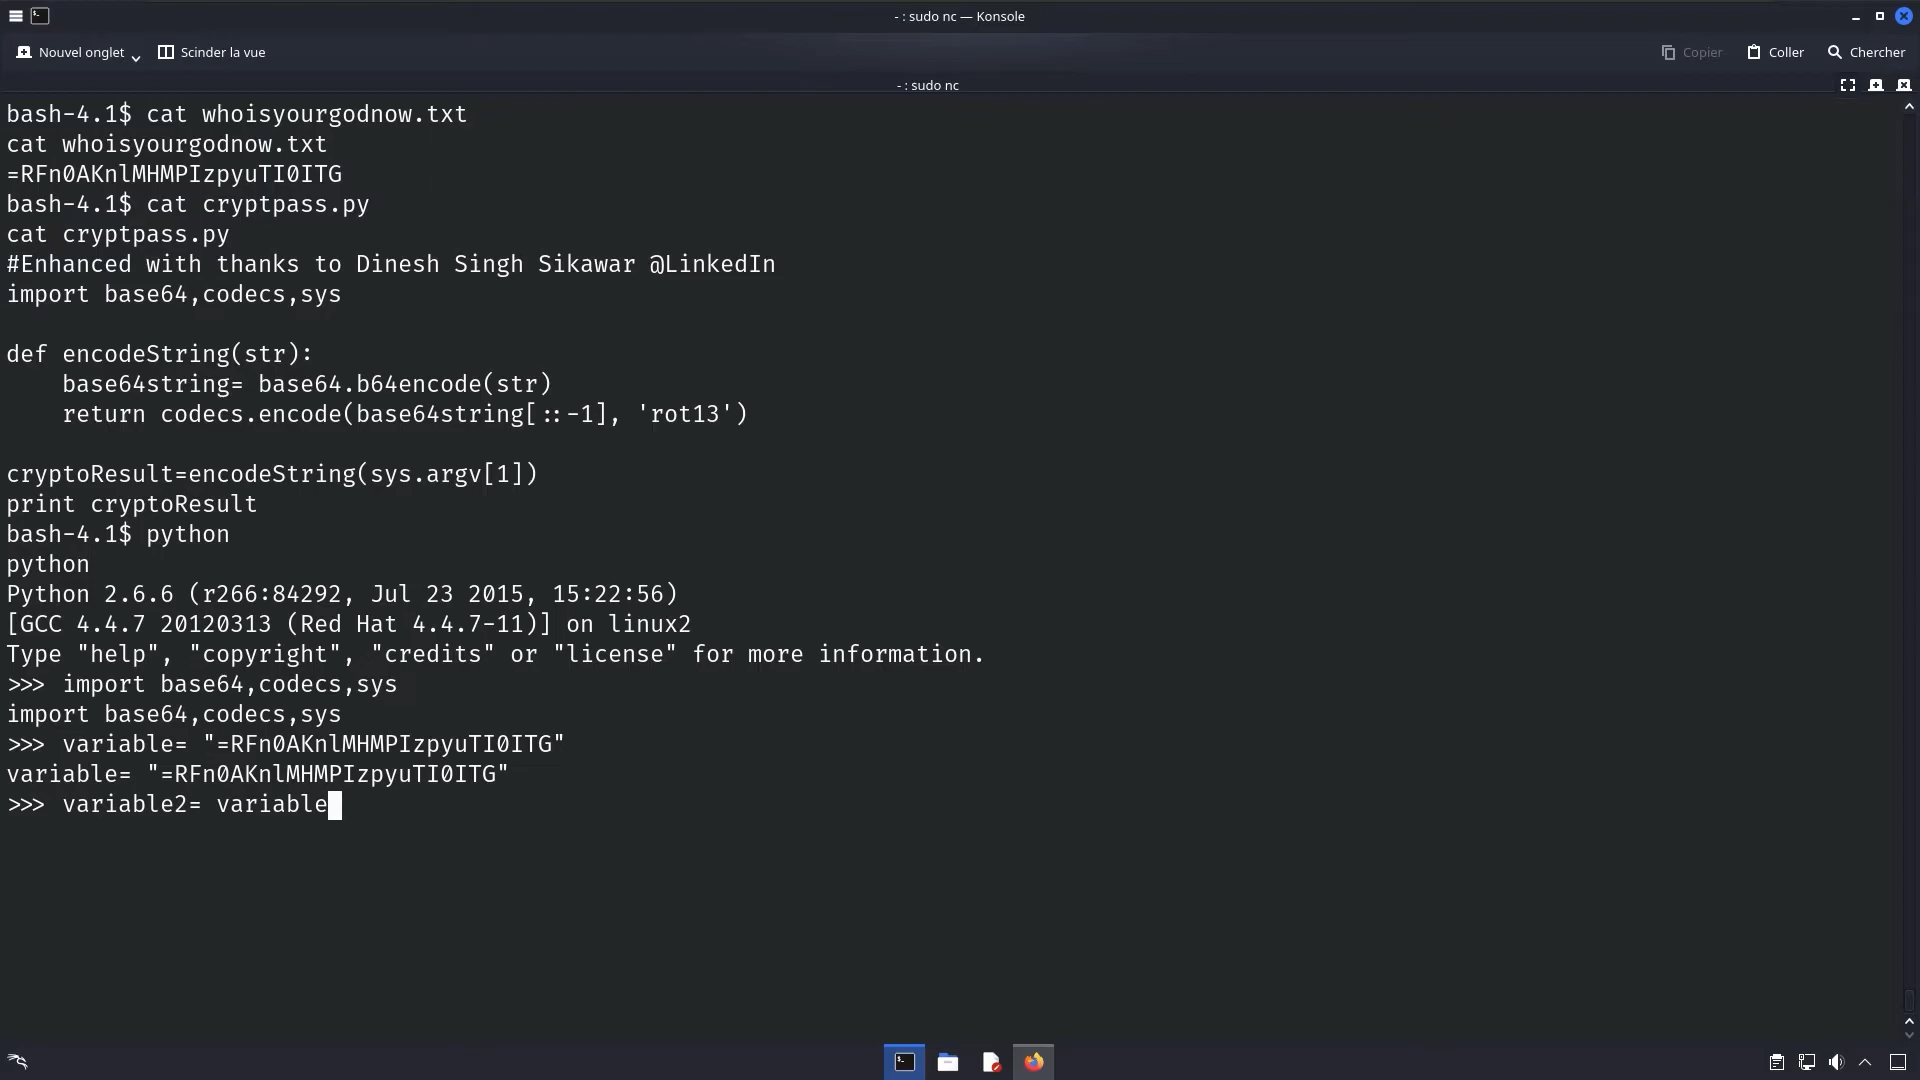 - : sudo nc — Konsole
Nouvel onglet
Scinder la vue
Copier
Coller
Chercher
- : sudo nc
bash-4.1$ cat whoisyourgodnow.txt
cat whoisyourgodnow.txt
=RFn0AKnlMHMPIzpyuTI0ITG
bash-4.1$ cat cryptpass.py
cat cryptpass.py
#Enhanced with thanks to Dinesh Singh Sikawar @LinkedIn
import base64,codecs,sys
def encodeString(str):
    base64string= base64.b64encode(str)
    return codecs.encode(base64string[::-1], 'rot13')
cryptoResult=encodeString(sys.argv[1])
print cryptoResult
bash-4.1$ python
python
Python 2.6.6 (r266:84292, Jul 23 2015, 15:22:56)
[GCC 4.4.7 20120313 (Red Hat 4.4.7-11)] on linux2
Type "help", "copyright", "credits" or "license" for more information.
>>> import base64,codecs,sys
import base64,codecs,sys
>>> variable= "=RFn0AKnlMHMPIzpyuTI0ITG"
variable= "=RFn0AKnlMHMPIzpyuTI0ITG"
>>> variable2= variable